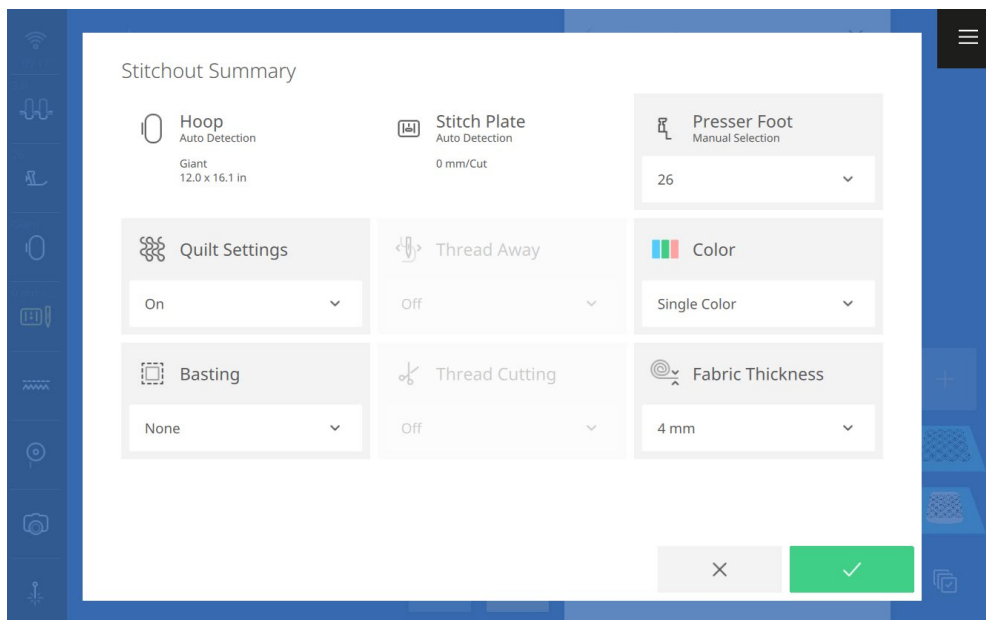 Stitchout Summary
Hoop
Auto Detection
Giant
12.0 x 16.1 in
Stitch Plate
Auto Detection
0 mm/Cut
Presser Foot
Manual Selection
26
Quilt Settings
On
Thread Away
Off
Color
Single Color
Basting
None
Thread Cutting
Off
Fabric Thickness
4 mm